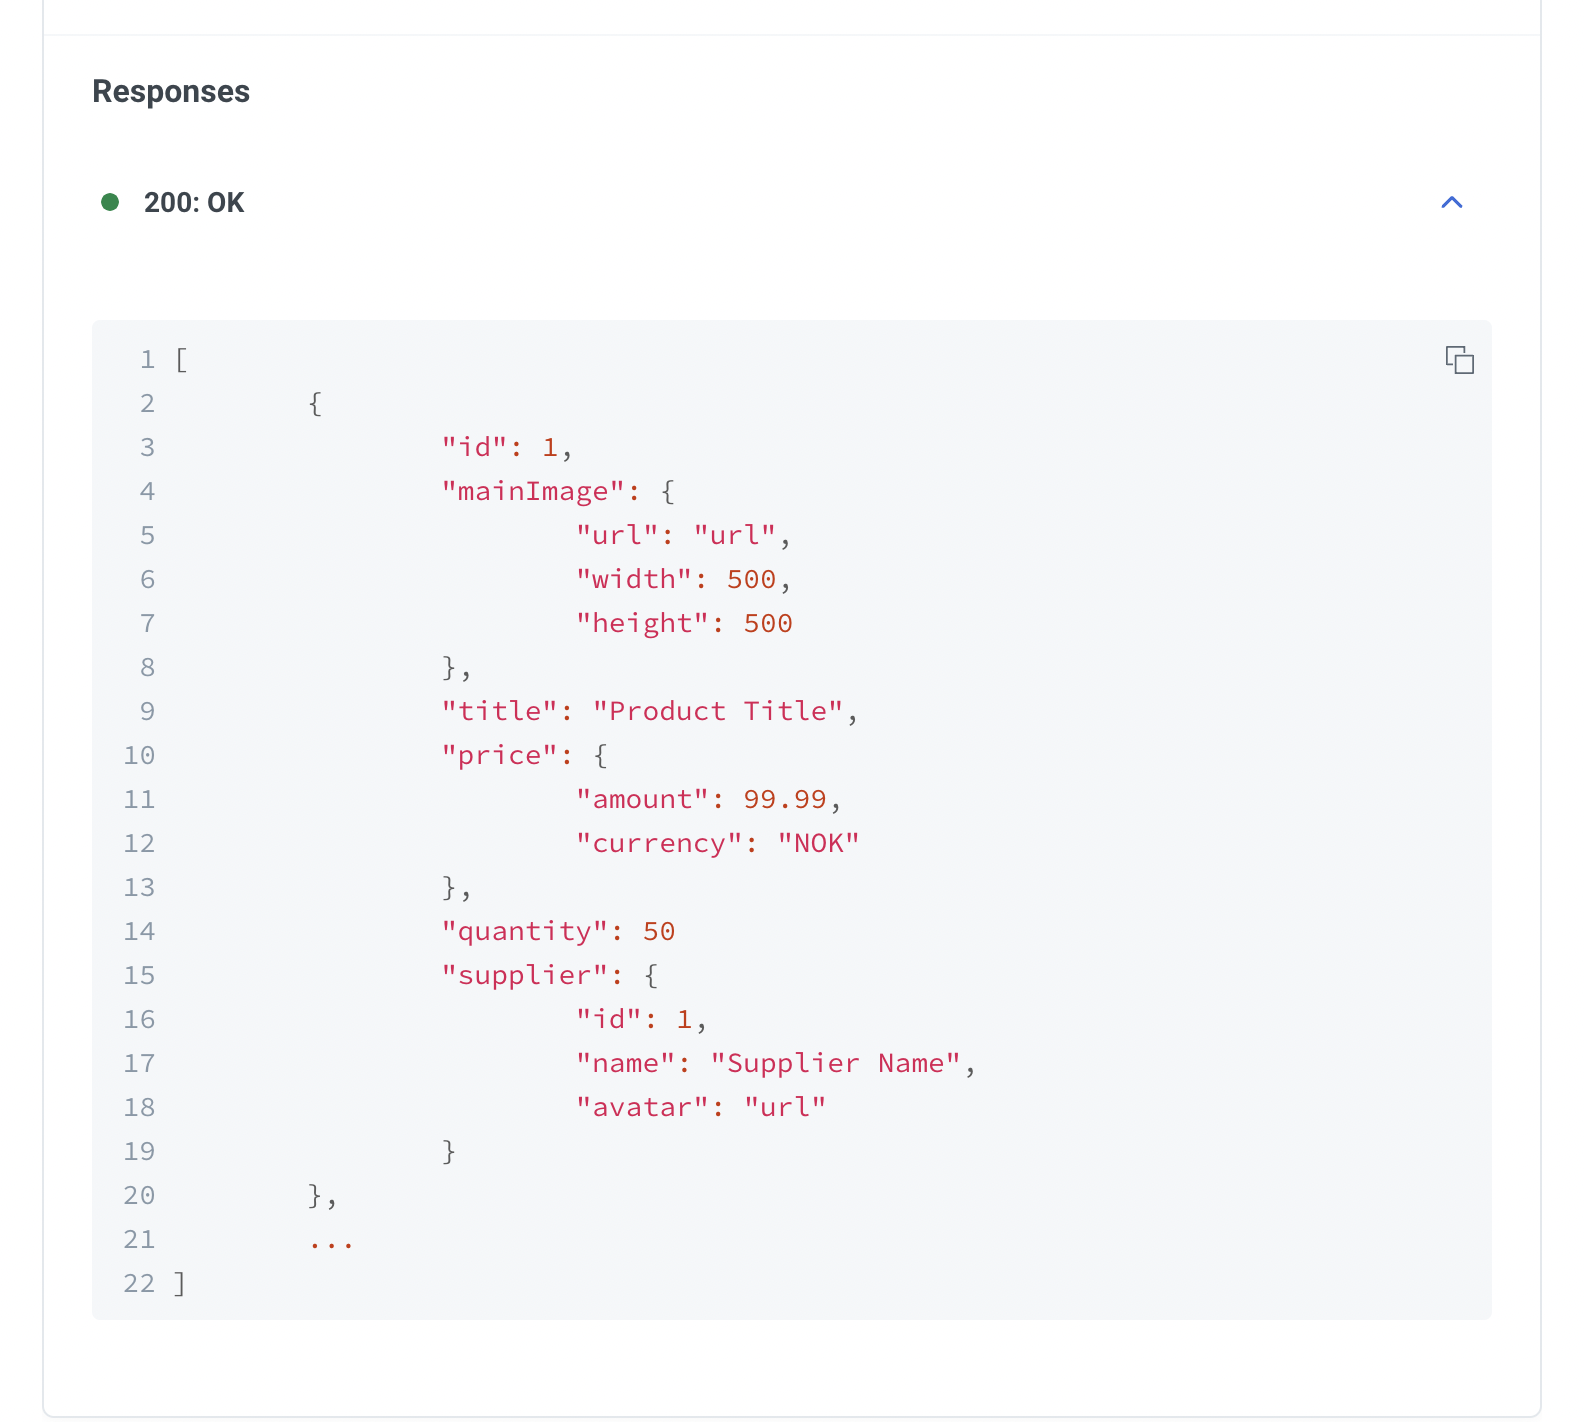 Responses
200: OK
1 [
2 {
3 "id": 1,
4 "mainImage": {
5 "url": "url",
6 "width": 500,
7 "height": 500
8 },
9 "title": "Product Title",
10 "price": {
11 "amount": 99.99,
12 "currency": "NOK"
13 },
14 "quantity": 50
15 "supplier": {
16 "id": 1,
17 "name": "Supplier Name",
18 "avatar": "url"
19 }
20 },
21 ...
22 ]